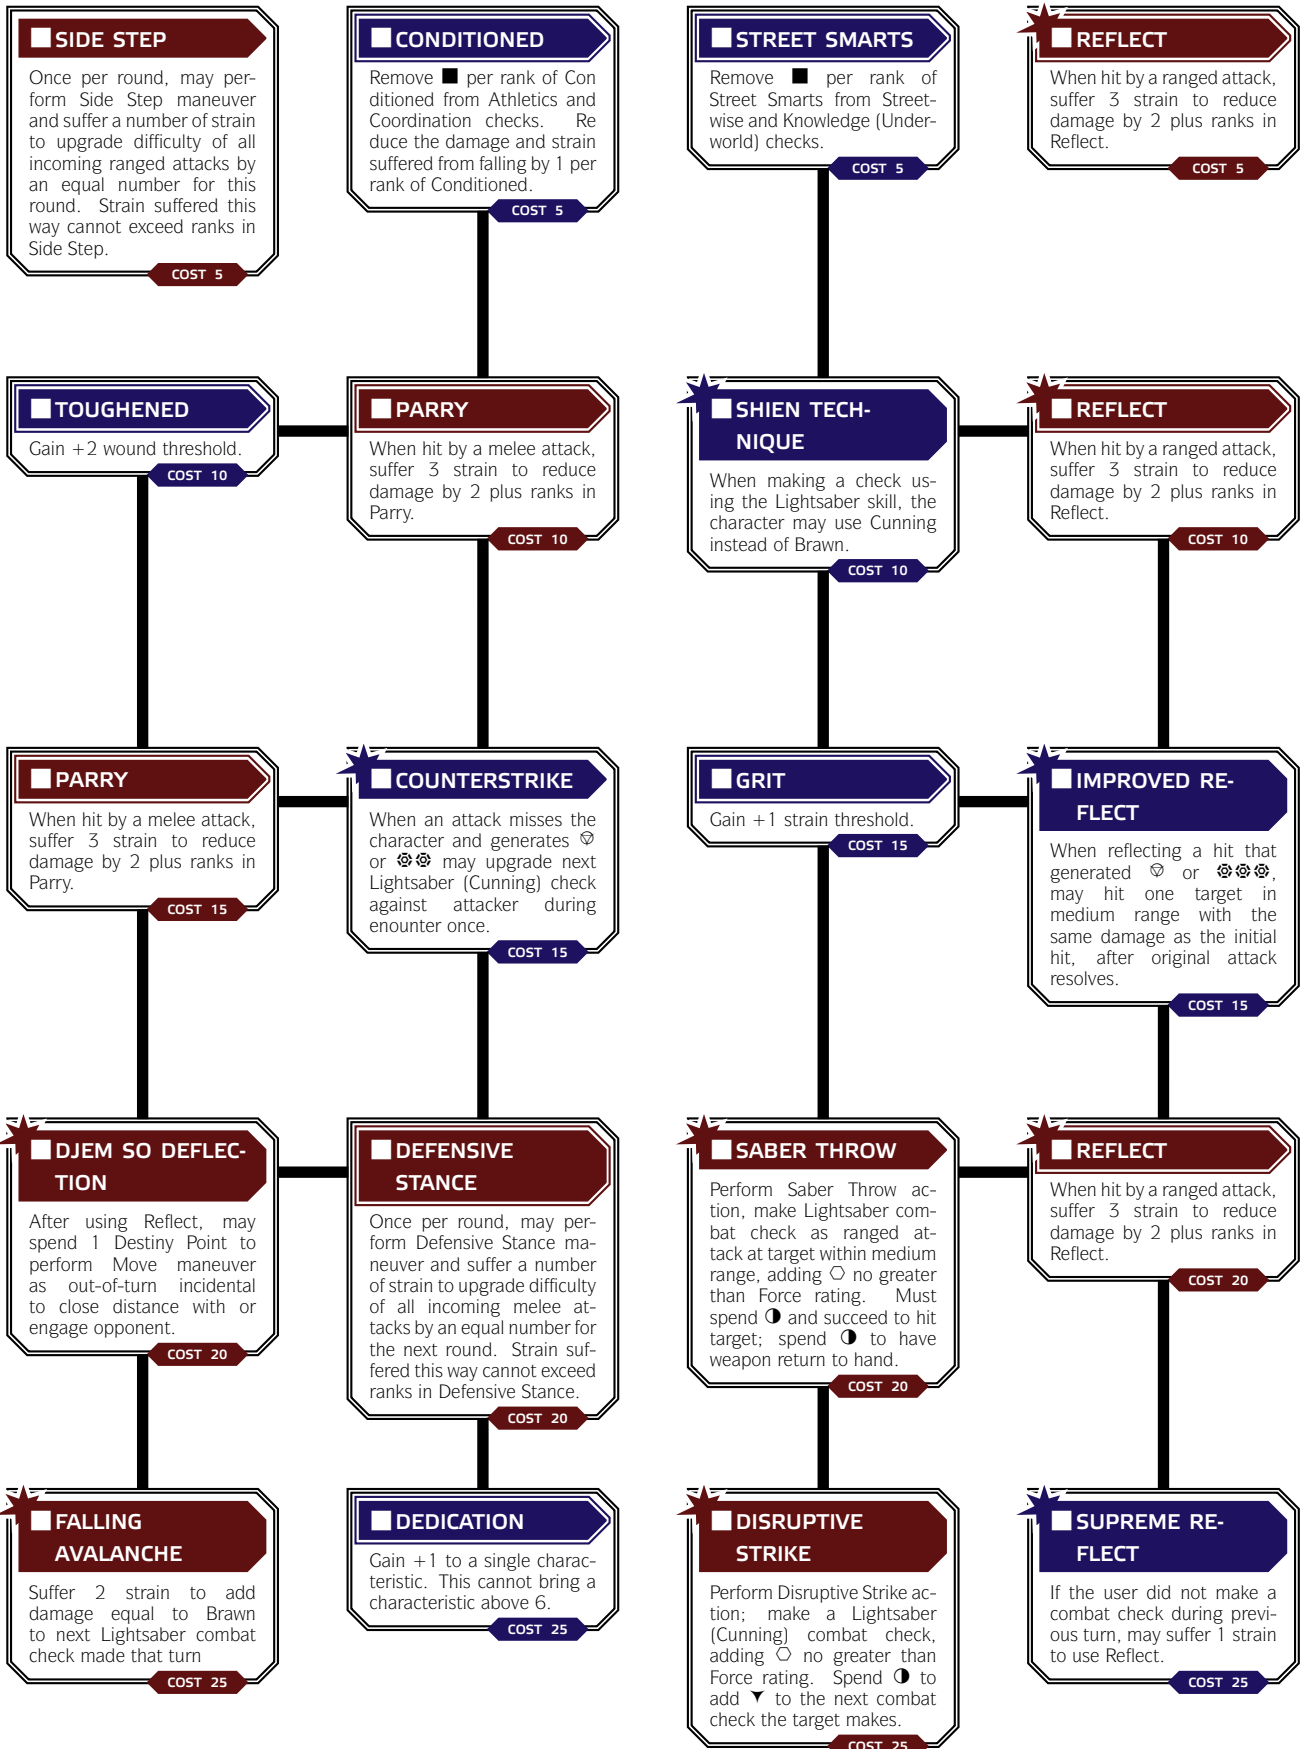 SIDE STEP
Once per round, may per-
form Side Step maneuver
and suffer a number of strain
to upgrade difficulty of all
incoming ranged attacks by
an equal number for this
round. Strain suffered this
way cannot exceed ranks in
Side Step.
COST 5
CONDITIONED
Remove ■ per rank of Con
ditioned from Athletics and
Coordination checks. Re
duce the damage and strain
suffered from falling by 1 per
rank of Conditioned.
COST 5
STREET SMARTS
Remove ■ per rank of
Street Smarts from Street-
wise and Knowledge (Under-
world) checks.
COST 5
REFLECT
When hit by a ranged attack,
suffer 3 strain to reduce
damage by 2 plus ranks in
Reflect.
COST 5
TOUGHENED
Gain +2 wound threshold.
COST 10
PARRY
When hit by a melee attack,
suffer 3 strain to reduce
damage by 2 plus ranks in
Parry.
COST 10
SHIEN TECH-
NIQUE
When making a check us-
ing the Lightsaber skill, the
character may use Cunning
instead of Brawn.
COST 10
REFLECT
When hit by a ranged attack,
suffer 3 strain to reduce
damage by 2 plus ranks in
Reflect.
COST 10
PARRY
When hit by a melee attack,
suffer 3 strain to reduce
damage by 2 plus ranks in
Parry.
COST 15
COUNTERSTRIKE
When an attack misses the
character and generates
or may upgrade next
Lightsaber (Cunning) check
against attacker during
enounter once.
COST 15
GRIT
Gain +1 strain threshold.
COST 15
IMPROVED RE-
FLECT
When reflecting a hit that
generated or ,
may hit one target in
medium range with the
same damage as the initial
hit, after original attack
resolves.
COST 15
DJEM SO DEFLEC-
TION
After using Reflect, may
spend 1 Destiny Point to
perform Move maneuver
as out-of-turn incidental
to close distance with or
engage opponent.
COST 20
DEFENSIVE
STANCE
Once per round, may per-
form Defensive Stance ma-
neuver and suffer a number
of strain to upgrade difficulty
of all incoming melee at-
tacks by an equal number for
the next round. Strain suf-
fered this way cannot exceed
ranks in Defensive Stance.
COST 20
SABER THROW
Perform Saber Throw ac-
tion, make Lightsaber com-
bat check as ranged at-
tack at target within medium
range, adding ⬡ no greater
than Force rating. Must
spend ◑ and succeed to hit
target; spend ◑ to have
weapon return to hand.
COST 20
REFLECT
When hit by a ranged attack,
suffer 3 strain to reduce
damage by 2 plus ranks in
Reflect.
COST 20
FALLING
AVALANCHE
Suffer 2 strain to add
damage equal to Brawn
to next Lightsaber combat
check made that turn
COST 25
DEDICATION
Gain +1 to a single charac-
teristic. This cannot bring a
characteristic above 6.
COST 25
DISRUPTIVE
STRIKE
Perform Disruptive Strike ac-
tion; make a Lightsaber
(Cunning) combat check,
adding ⬡ no greater than
Force rating. Spend ◑ to
add to the next combat
check the target makes.
COST 25
SUPREME RE-
FLECT
If the user did not make a
combat check during previ-
ous turn, may suffer 1 strain
to use Reflect.
COST 25